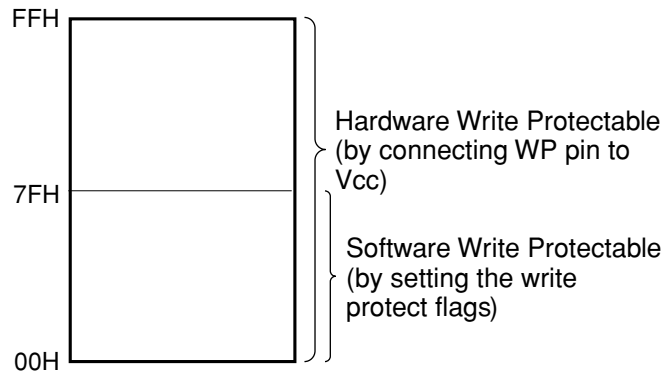 FFH
Hardware Write Protectable
(by connecting WP pin to
Vcc)
7FH
Software Write Protectable
(by setting the write
protect flags)
00H